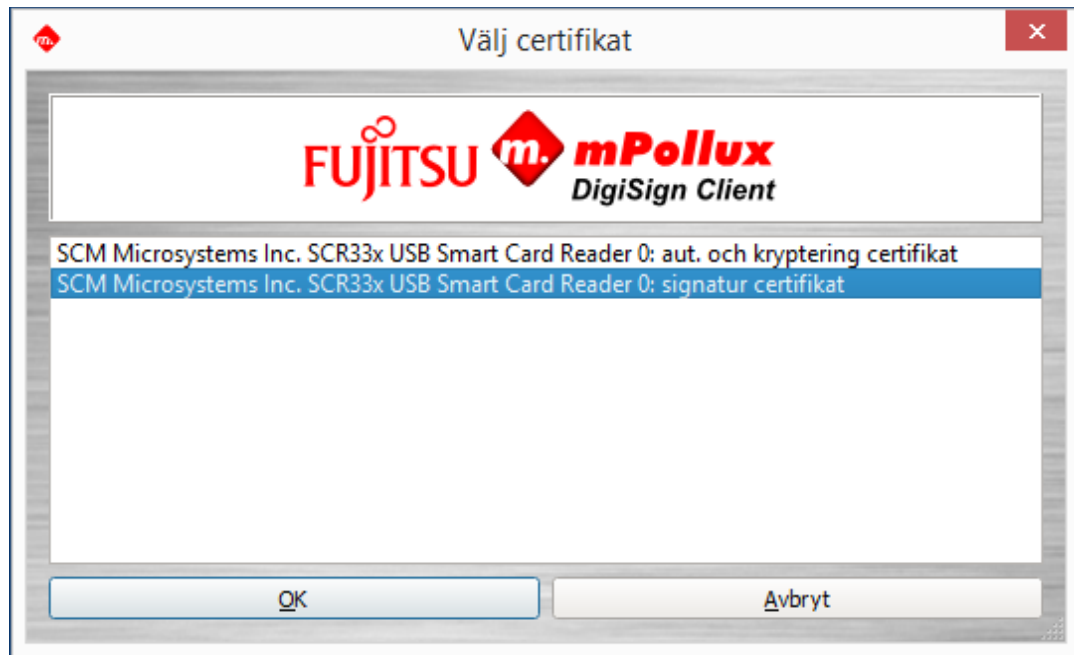 m.
Välj certifikat
FUJITSU m. mPollux
DigiSign Client
SCM Microsystems Inc. SCR33x USB Smart Card Reader 0: aut. och kryptering certifikat
SCM Microsystems Inc. SCR33x USB Smart Card Reader 0: signatur certifikat
OK Avbryt